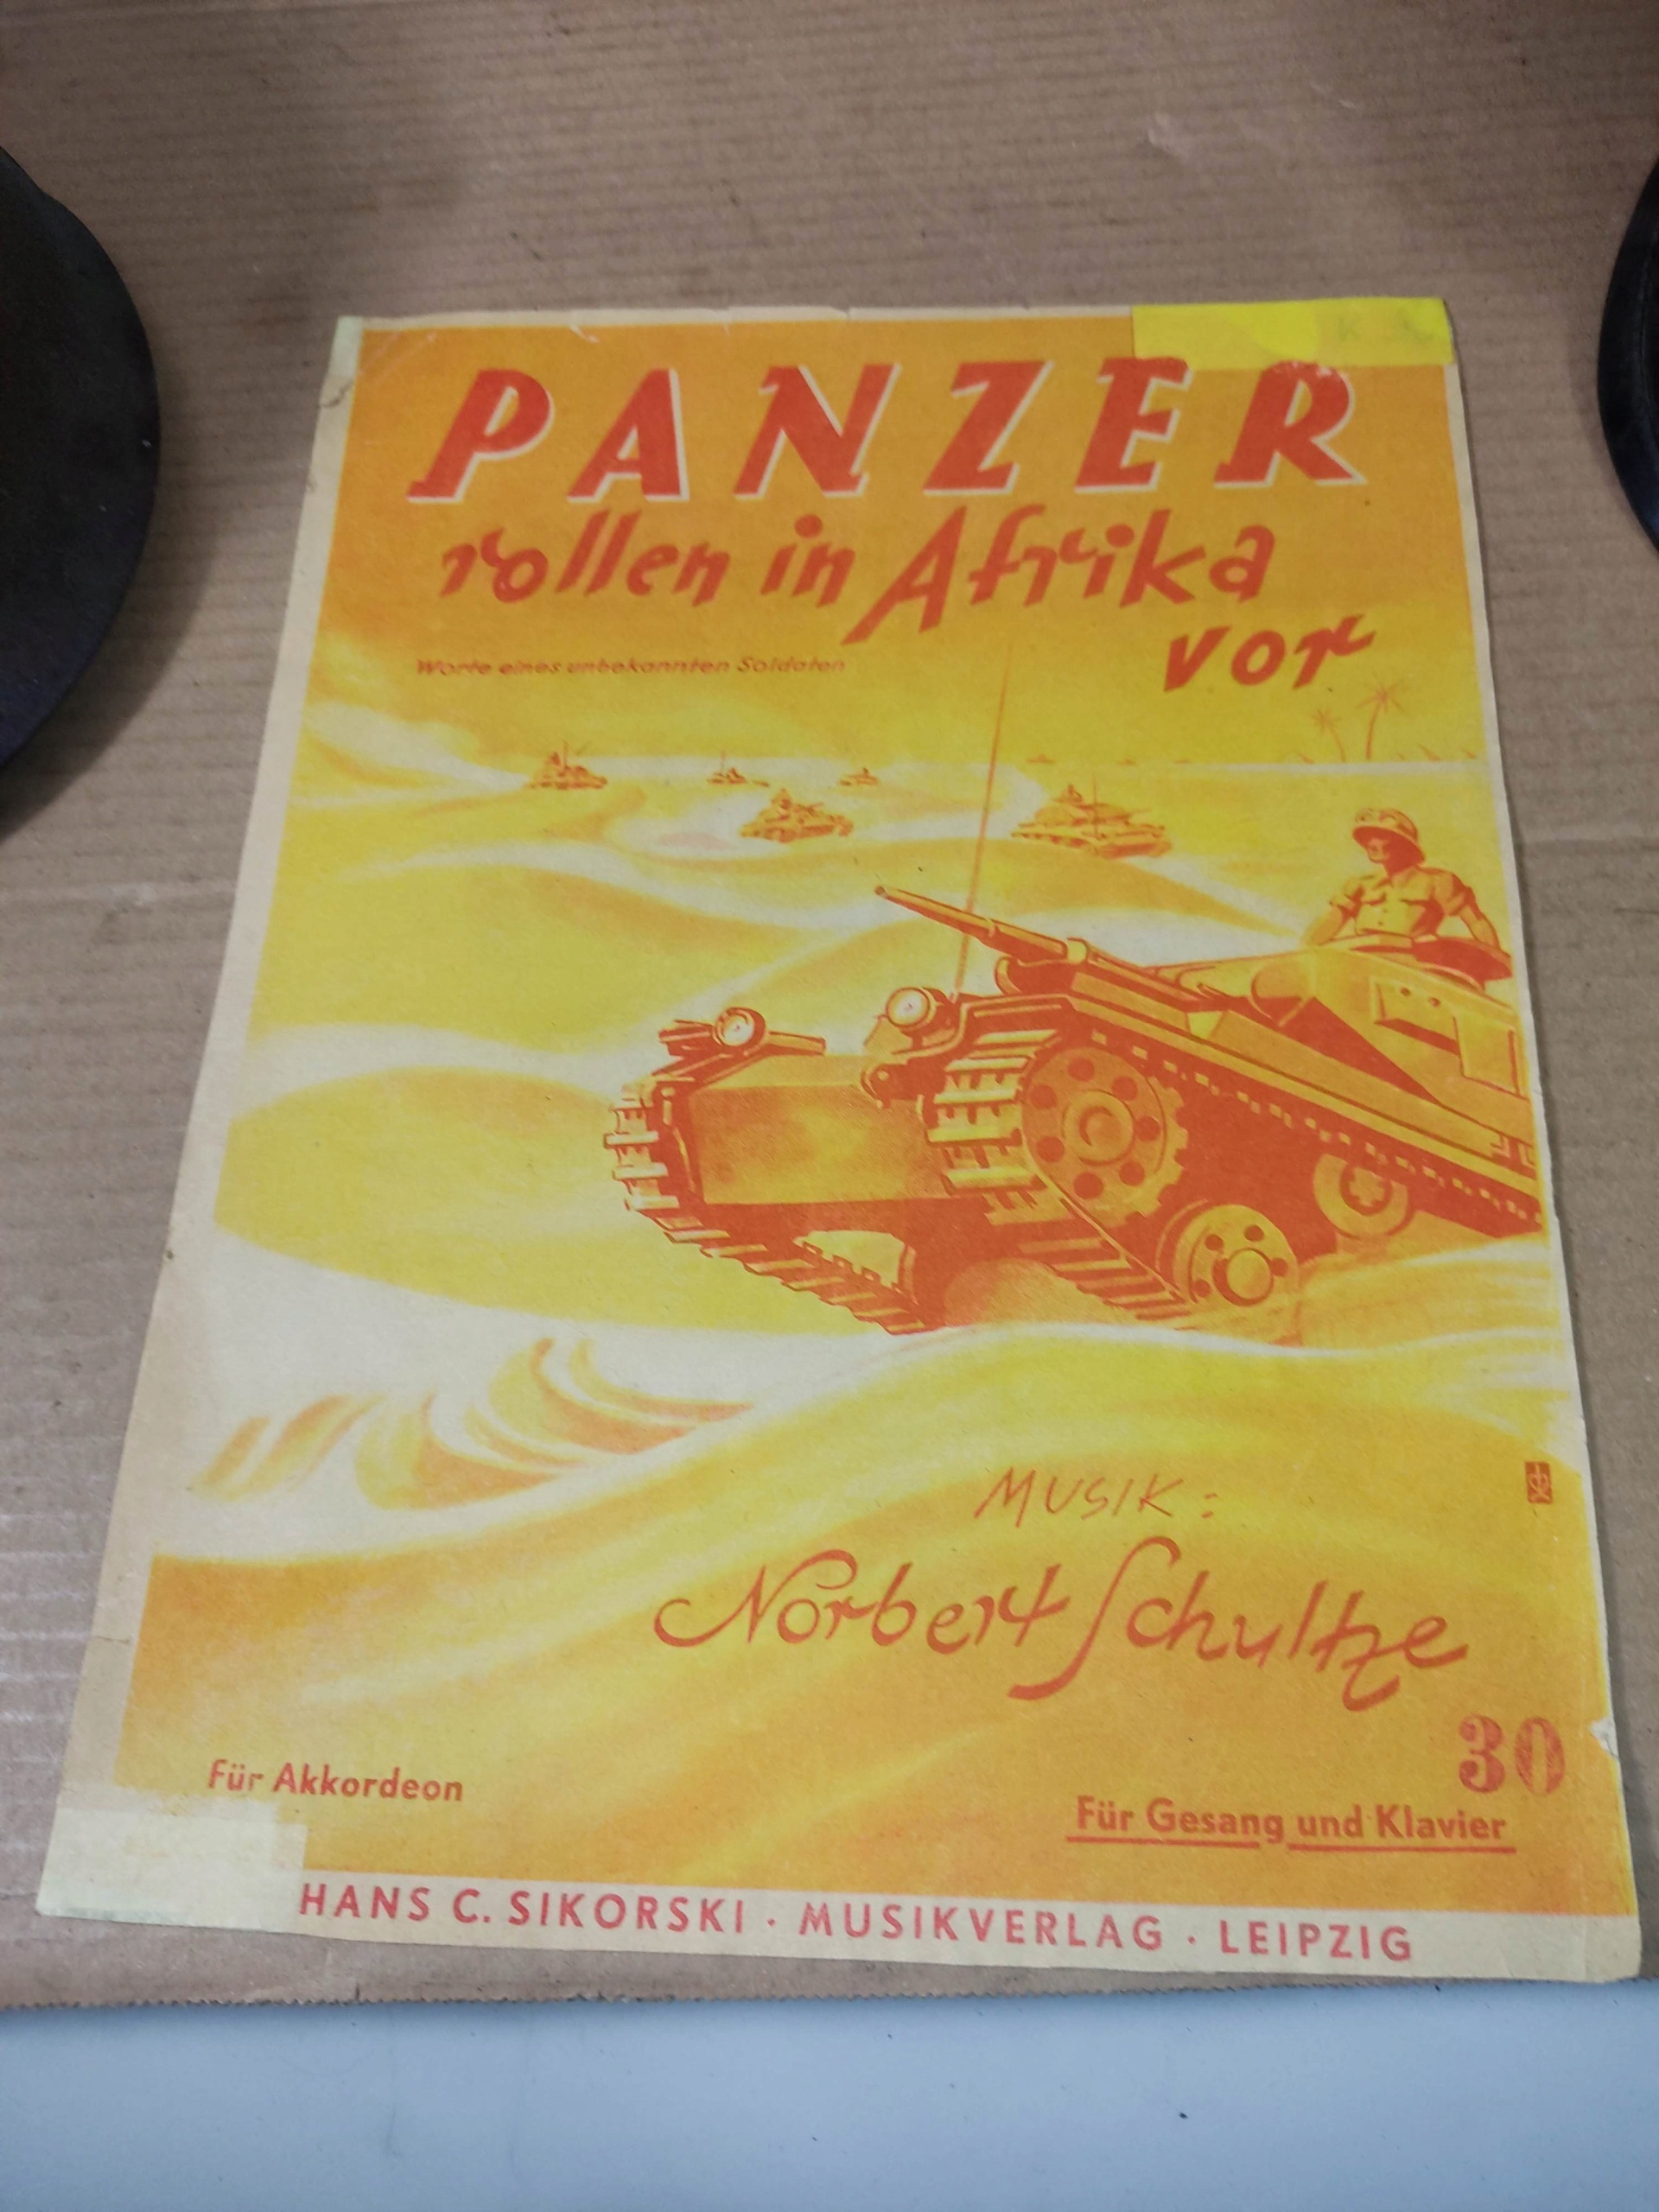 PANZER
rollen in Afrika
vor
Worte eines unbekannten Soldaten
MUSIK:
Norbert Schultze
30
Für Akkordeon
Für Gesang und Klavier
HANS C. SIKORSKI · MUSIKVERLAG · LEIPZIG